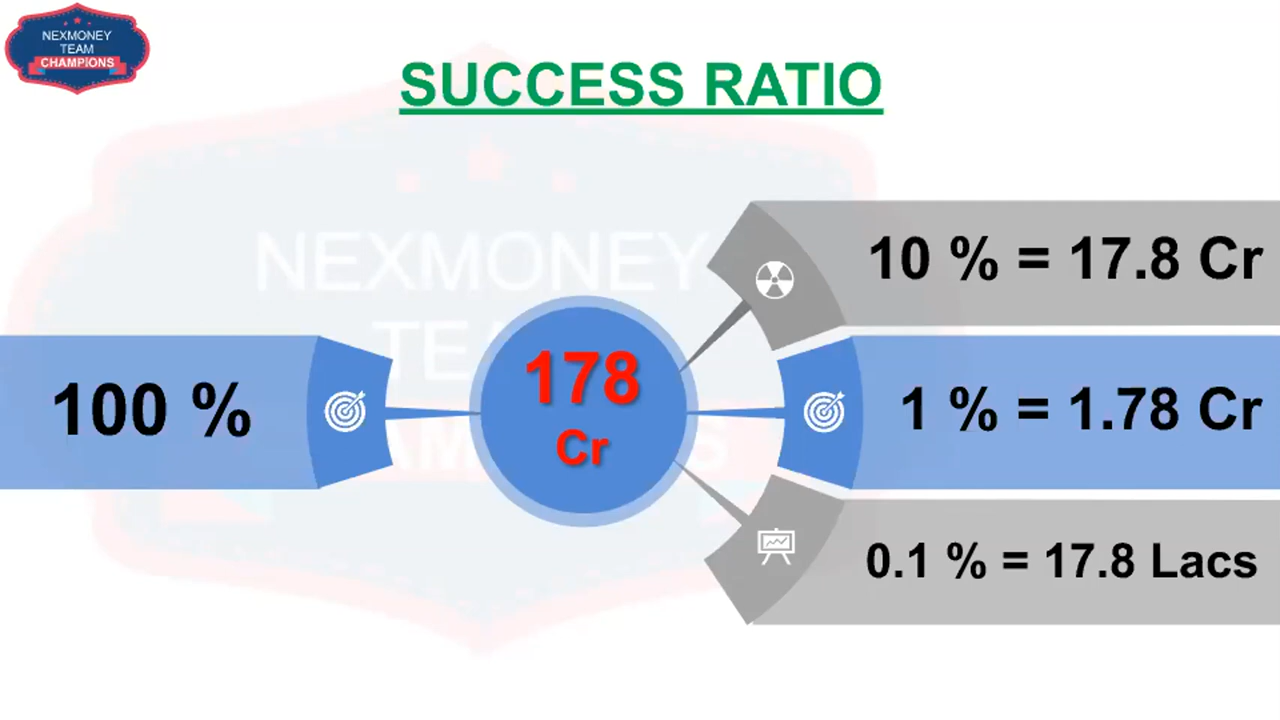 NEXMONEY
TEAM
CHAMPIONS
SUCCESS RATIO
NEXMONEY
100 %
178
Cr
10 % = 17.8 Cr
1 % = 1.78 Cr
0.1 % = 17.8 Lacs